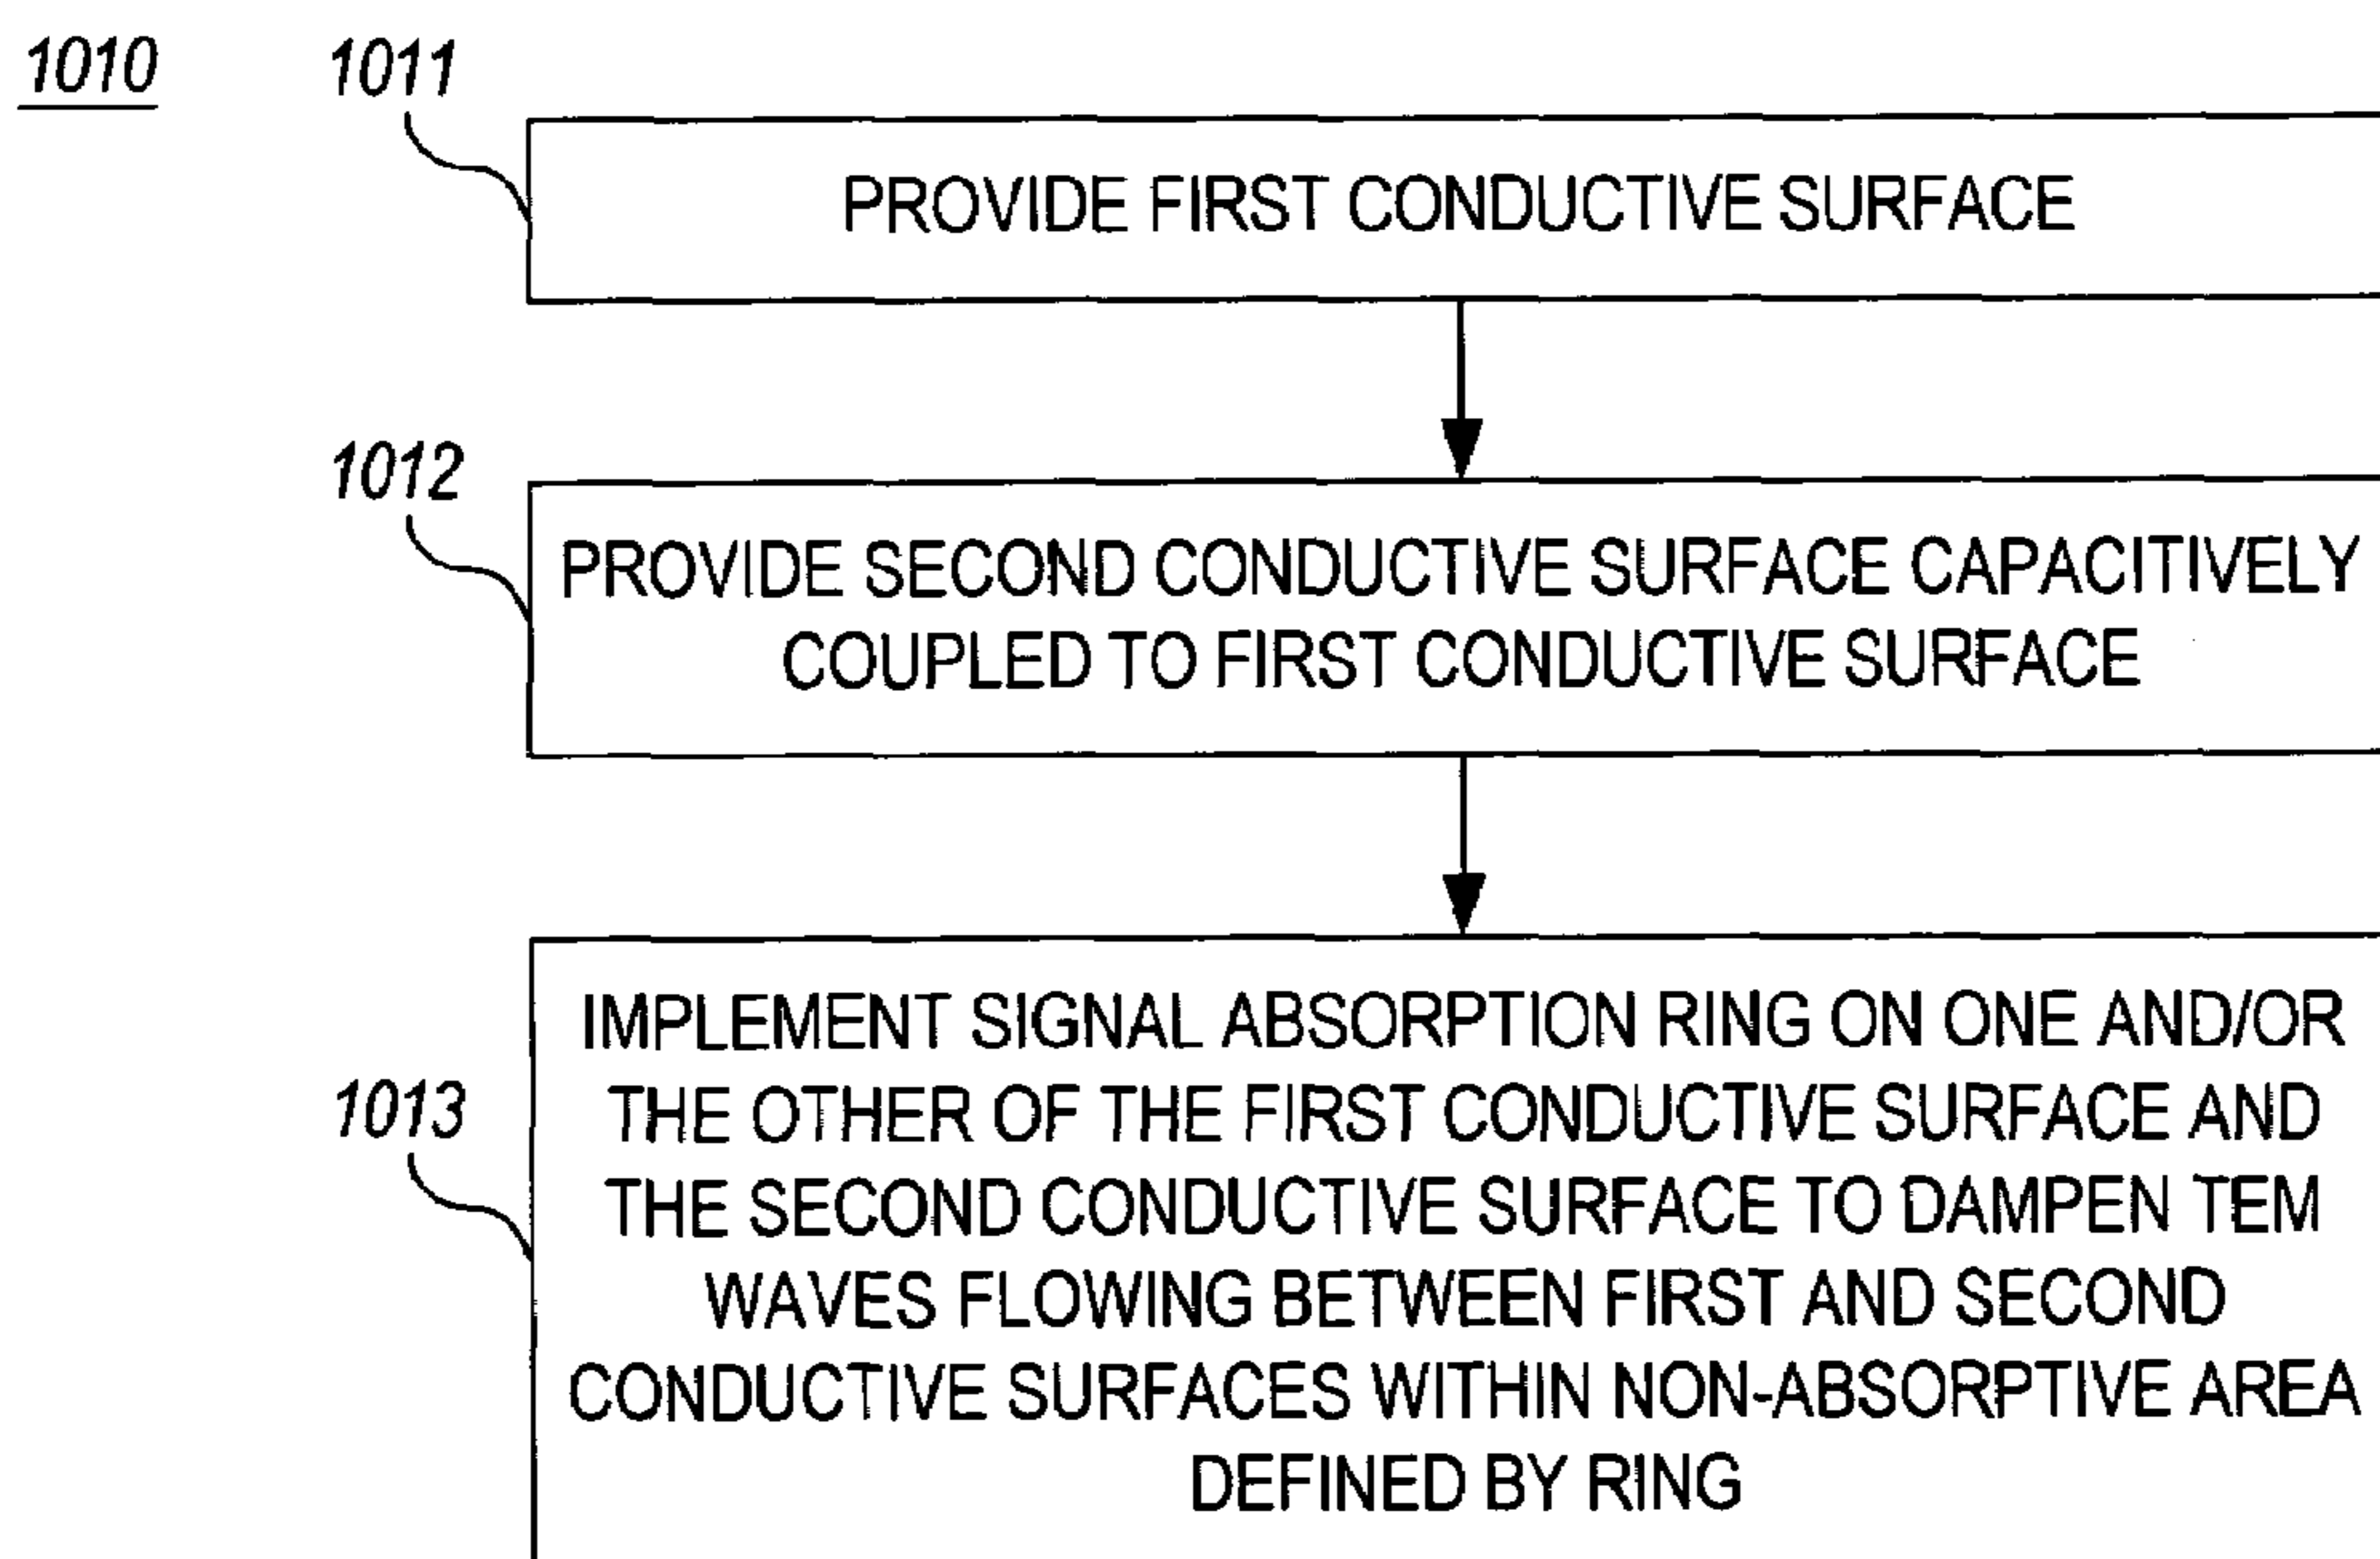 1010
1011
PROVIDE FIRST CONDUCTIVE SURFACE
1012
PROVIDE SECOND CONDUCTIVE SURFACE CAPACITIVELY
COUPLED TO FIRST CONDUCTIVE SURFACE
1013
IMPLEMENT SIGNAL ABSORPTION RING ON ONE AND/OR
THE OTHER OF THE FIRST CONDUCTIVE SURFACE AND
THE SECOND CONDUCTIVE SURFACE TO DAMPEN TEM
WAVES FLOWING BETWEEN FIRST AND SECOND
CONDUCTIVE SURFACES WITHIN NON-ABSORPTIVE AREA
DEFINED BY RING